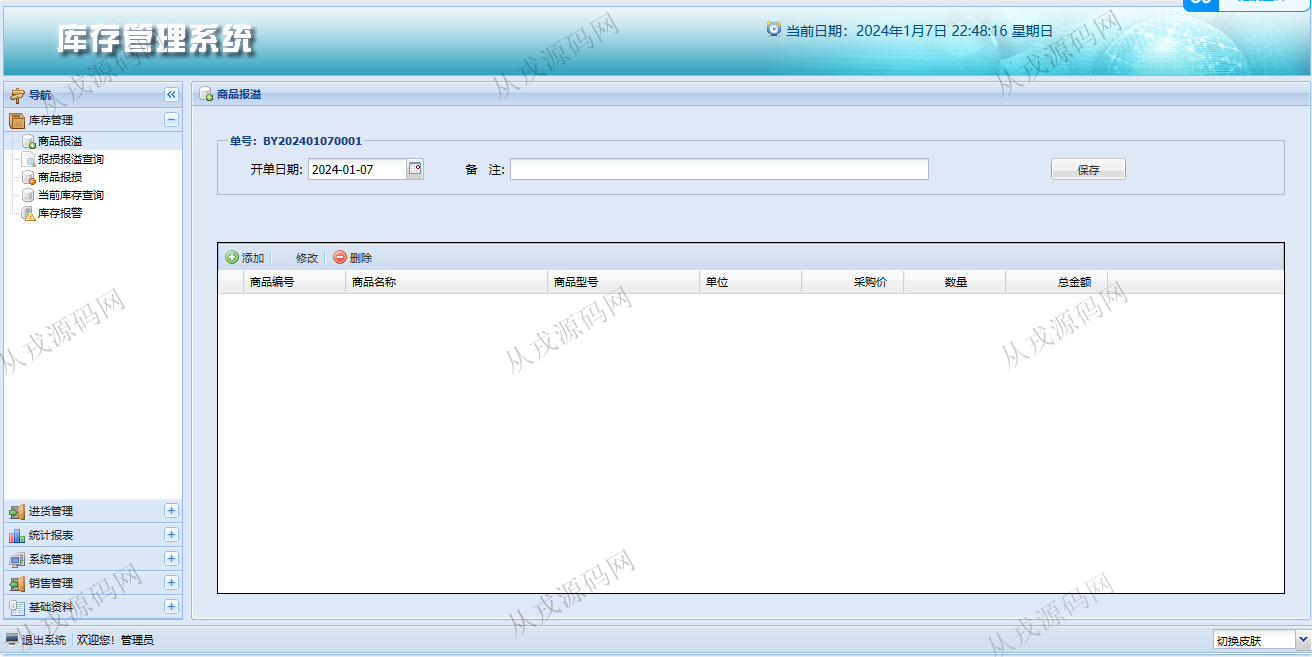 库存管理系统
当前日期: 2024年1月7日 22:48:16 星期日
导航
库存管理
商品报溢
报损报溢查询
商品报损
当前库存查询
库存报警
进货管理
统计报表
系统管理
销售管理
基础资料
商品报溢
单号: BY202401070001
开单日期: 2024-01-07 备 注: 保存
添加 修改 删除
商品编号 商品名称 商品型号 单位 采购价 数量 总金额
退出系统 欢迎您! 管理员 切换皮肤
从戎源码网
从戎源码网
从戎源码网
从戎源码网
从戎源码网
从戎源码网
从戎源码网
从戎源码网
从戎源码网